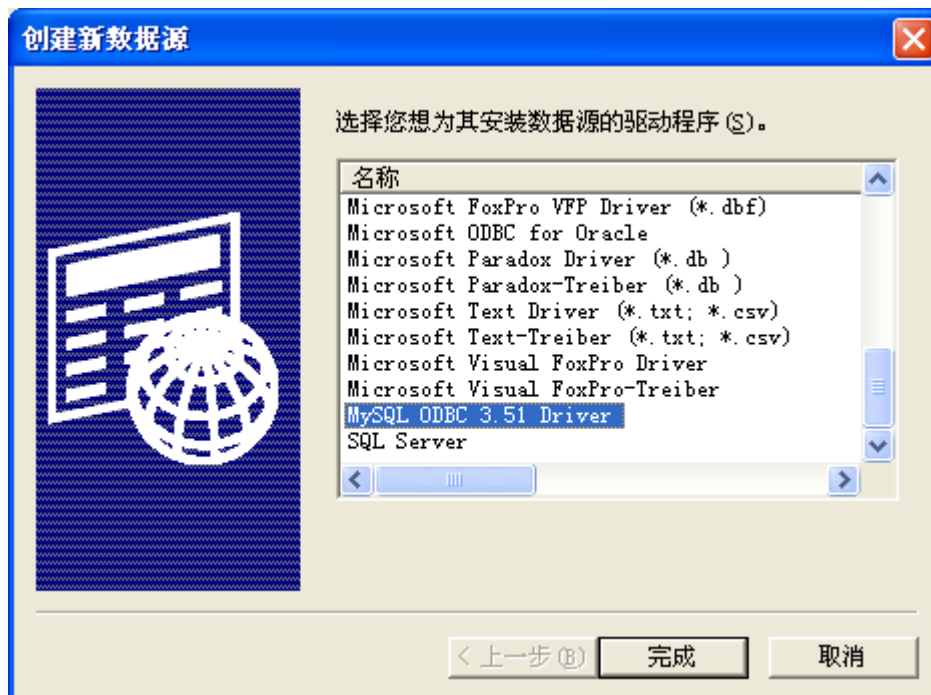 创建新数据源
选择您想为其安装数据源的驱动程序(S)。
名称
Microsoft FoxPro VFP Driver (*.dbf)
Microsoft ODBC for Oracle
Microsoft Paradox Driver (*.db )
Microsoft Paradox-Treiber (*.db )
Microsoft Text Driver (*.txt; *.csv)
Microsoft Text-Treiber (*.txt; *.csv)
Microsoft Visual FoxPro Driver
Microsoft Visual FoxPro-Treiber
MySQL ODBC 3.51 Driver
SQL Server
< 上一步(B)
完成
取消